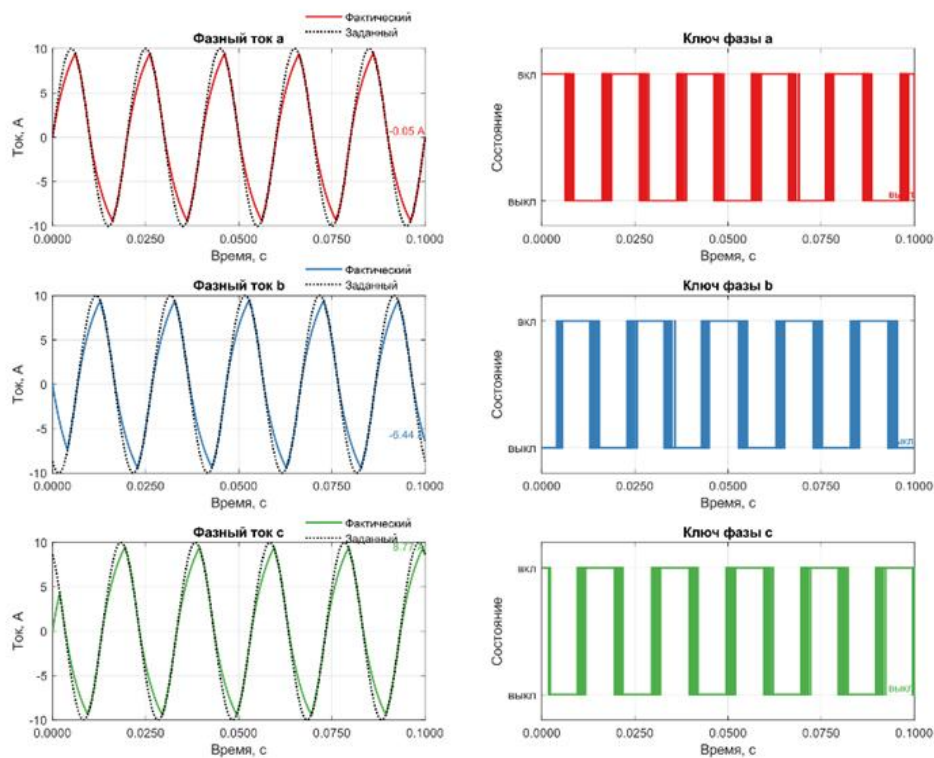 Фактический
Заданный
Фазный ток a
Ток, А
10
5
0
-5
-10
-0.05 А
0.0000
0.0250
0.0500
0.0750
0.1000
Время, с
Ключ фазы a
Состояние
вкл
выкл
выкл
0.0000
0.0250
0.0500
0.0750
0.1000
Время, с
Фактический
Заданный
Фазный ток b
Ток, А
10
5
0
-5
-10
-6.44
0.0000
0.0250
0.0500
0.0750
0.1000
Время, с
Ключ фазы b
Состояние
вкл
выкл
0.0000
0.0250
0.0500
0.0750
0.1000
Время, с
Фактический
Заданный
Фазный ток c
Ток, А
10
5
0
-5
-10
0.0000
0.0250
0.0500
0.0750
0.1000
Время, с
Ключ фазы c
Состояние
вкл
выкл
выкл
0.0000
0.0250
0.0500
0.0750
0.1000
Время, с